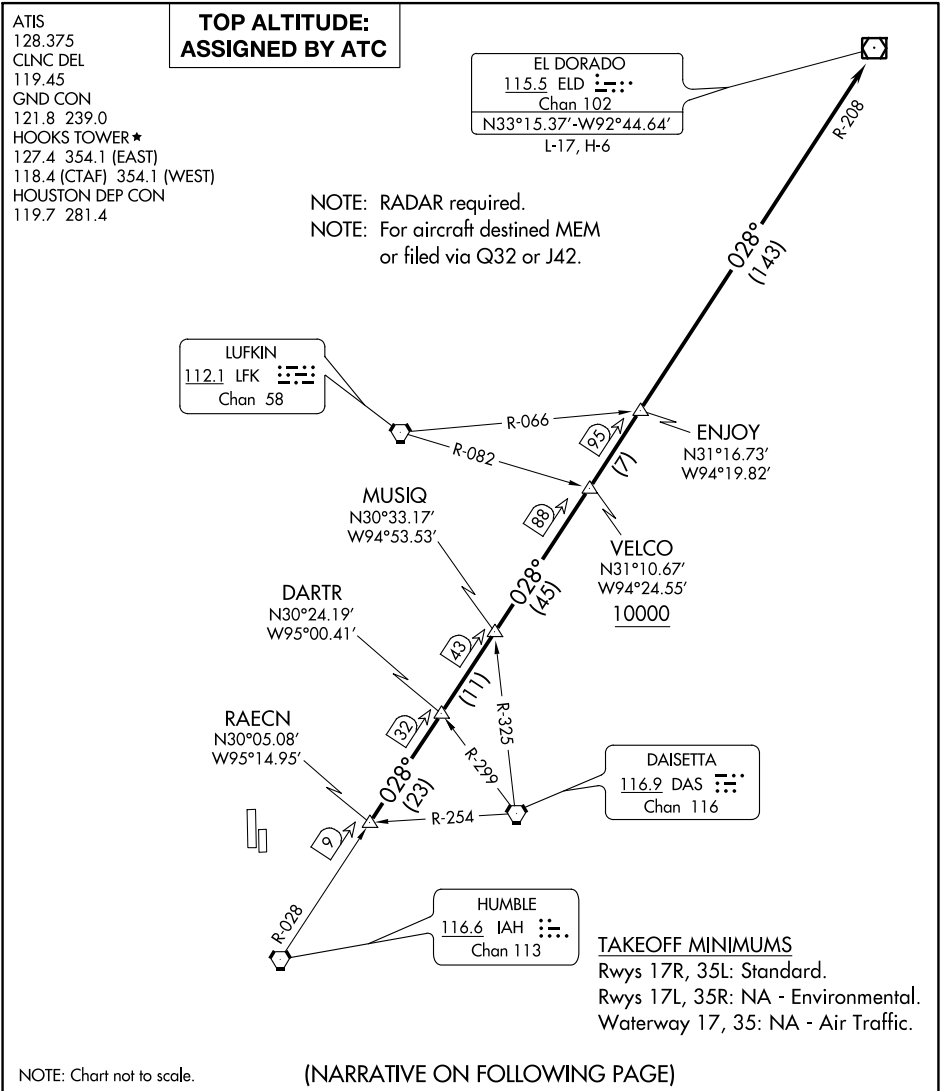 ATIS
128.375
CLNC DEL
119.45
GND CON
121.8 239.0
HOOKS TOWER★
127.4 354.1 (EAST)
118.4 (CTAF) 354.1 (WEST)
HOUSTON DEP CON
119.7 281.4
TOP ALTITUDE:
ASSIGNED BY ATC
EL DORADO
115.5 ELD
Chan 102
N33°15.37'-W92°44.64'
L-17, H-6
R-208
NOTE: RADAR required.
NOTE: For aircraft destined MEM
or filed via Q32 or J42.
028°
(143)
LUFKIN
112.1 LFK
Chan 58
R-066
R-082
95
(7)
ENJOY
N31°16.73'
W94°19.82'
MUSIQ
N30°33.17'
W94°53.53'
88
VELCO
N31°10.67'
W94°24.55'
10000
028°
(45)
DARTR
N30°24.19'
W95°00.41'
43
(11)
R-325
32
R-299
RAECN
N30°05.08'
W95°14.95'
028°
(23)
DAISETTA
116.9 DAS
Chan 116
R-254
9
R-028
HUMBLE
116.6 IAH
Chan 113
TAKEOFF MINIMUMS
Rwys 17R, 35L: Standard.
Rwys 17L, 35R: NA - Environmental.
Waterway 17, 35: NA - Air Traffic.
NOTE: Chart not to scale.
(NARRATIVE ON FOLLOWING PAGE)